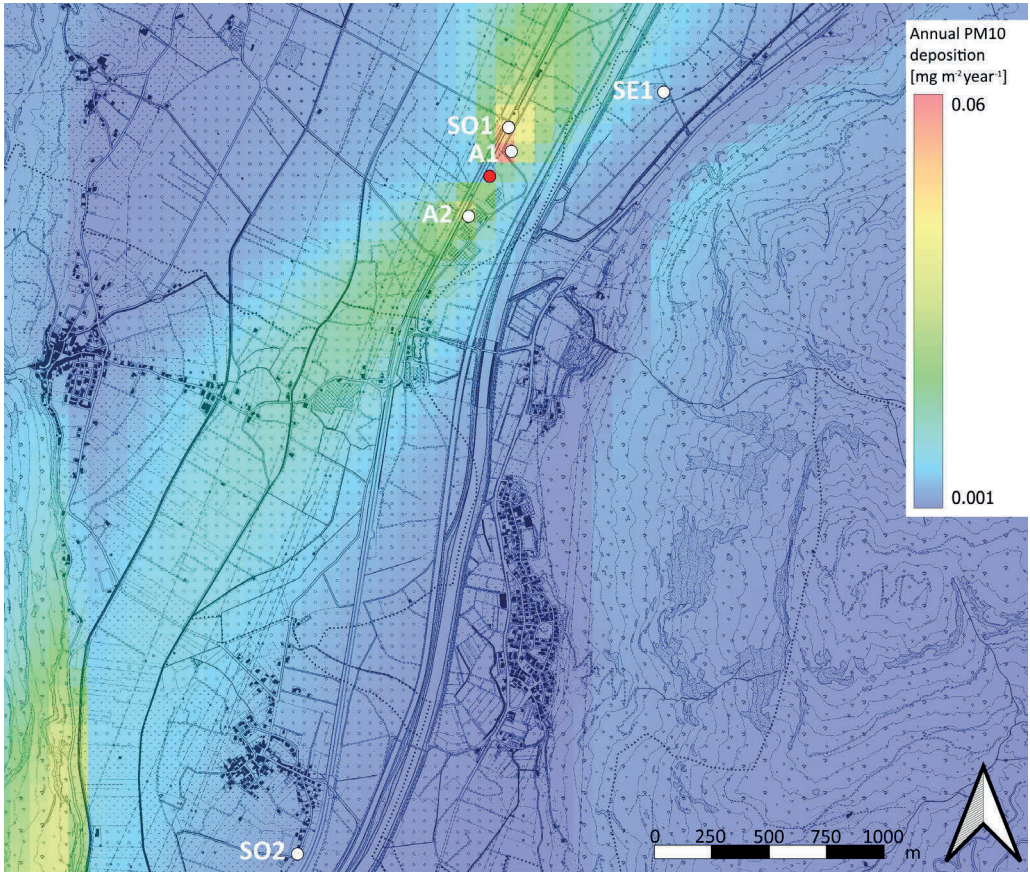 Annual PM10
deposition
[mg m⁻² year⁻¹]
0.06
0.001
SE1
SO1
A1
A2
SO2
0 250 500 750 1000
m